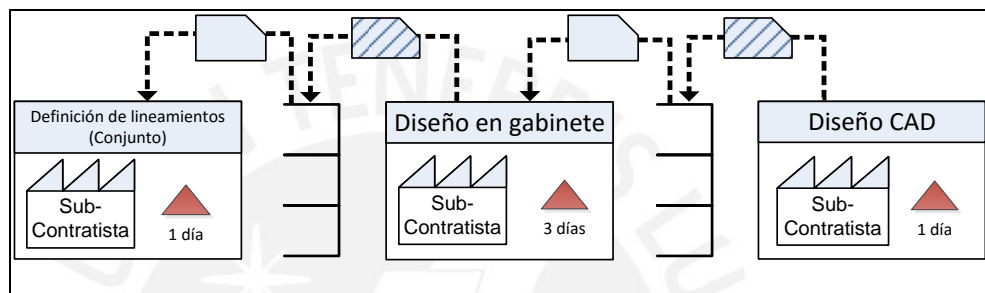 Definición de lineamientos
(Conjunto)
Sub-
Contratista
1 día
Diseño en gabinete
Sub-
Contratista
3 días
Diseño CAD
Sub-
Contratista
1 día